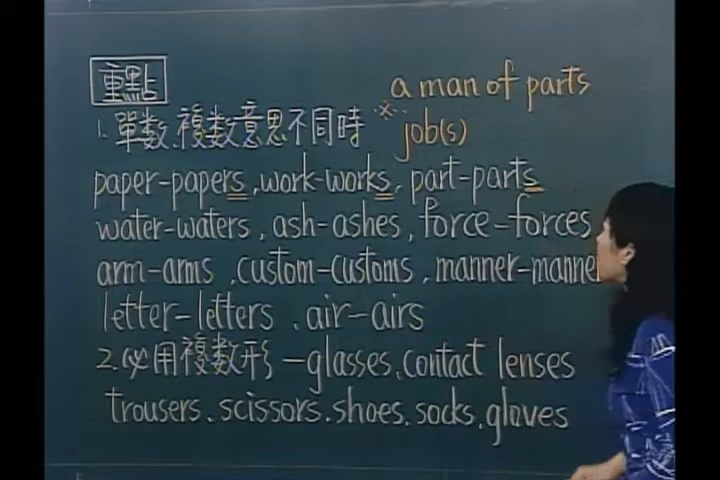 重點
a man of parts
※ job(s)
1. 單数、複数意思不同時
paper-papers, work-works, part-parts
water-waters, ash-ashes, force-forces
arm-arms, custom-customs, manner-manne
letter-letters、air-airs
2. 必用複数形—glasses、contact lenses
trousers、scissors、shoes、socks、gloves